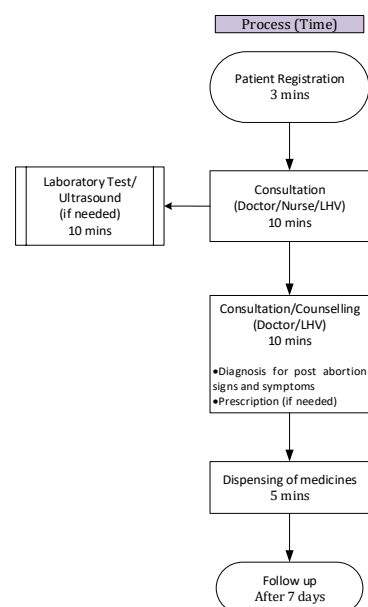 Process (Time)
Patient Registration
3 mins
Laboratory Test/
Ultrasound
(if needed)
10 mins
Consultation
(Doctor/Nurse/LHV)
10 mins
Consultation/Counselling
(Doctor/LHV)
10 mins
•Diagnosis for post abortion
signs and symptoms
•Prescription (if needed)
Dispensing of medicines
5 mins
Follow up
After 7 days